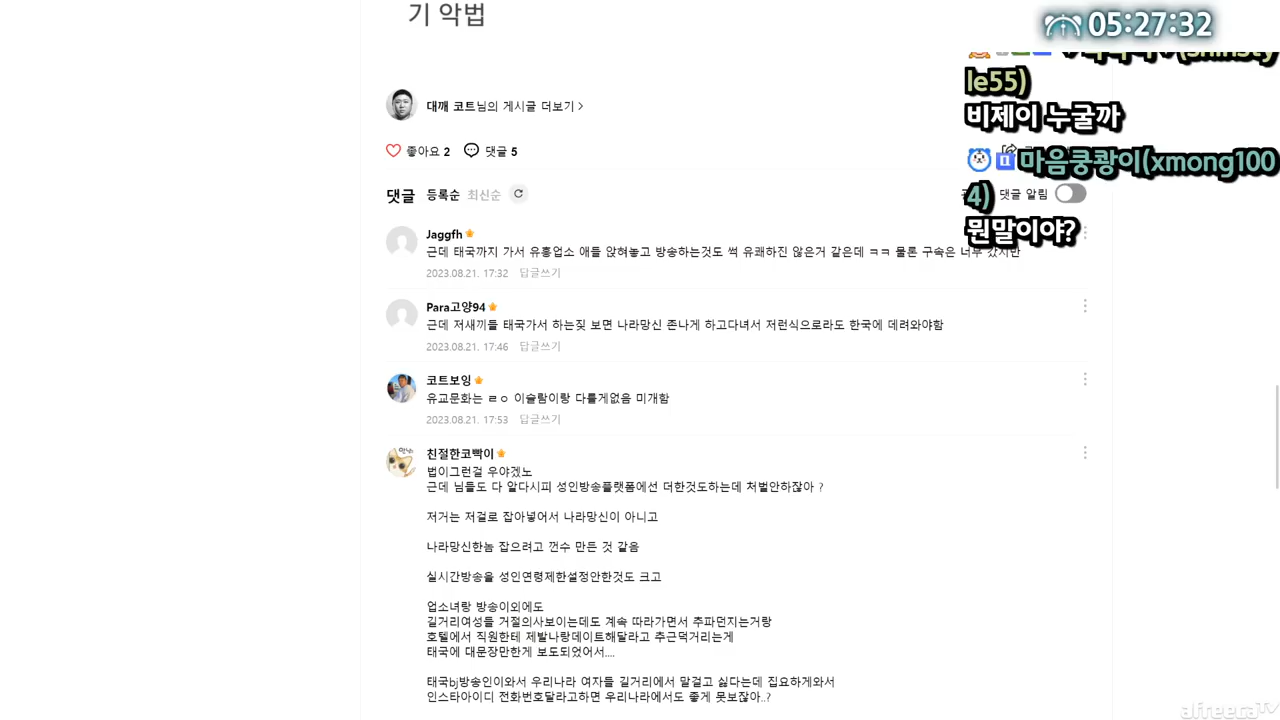 기 악법
05:27:32
le55)
비제이 누굴까
마음쿵쾅이(xmong100
4)
뭔말이야?
대깨 코트님의 게시글 더보기 >
좋아요 2 댓글 5
댓글 등록순 최신순
댓글 알림
Jaggfh
근데 태국까지 가서 유흥업소 애들 앉혀놓고 방송하는것도 썩 유쾌하진 않은거 같은데 ㅋㅋ 물론 구속은 너무 갔지만
2023.08.21. 17:32 답글쓰기
Para고양94
근데 저새끼들 태국가서 하는짓 보면 나라망신 존나게 하고다녀서 저런식으로라도 한국에 데려와야함
2023.08.21. 17:46 답글쓰기
코트보잉
유교문화는 ㄹㅇ 이슬람이랑 다를게없음 미개함
2023.08.21. 17:53 답글쓰기
친절한코빡이
법이그런걸 우야겠노
근데 님들도 다 알다시피 성인방송플랫폼에선 더한것도하는데 처벌안하잖아 ?
저거는 저걸로 잡아넣어서 나라망신이 아니고
나라망신한놈 잡으려고 껀수 만든 것 같음
실시간방송을 성인연령제한설정안한것도 크고
업소녀랑 방송이외에도
길거리여성들 거절의사보이는데도 계속 따라가면서 추파던지는거랑
호텔에서 직원한테 제발나랑데이트해달라고 추근덕거리는게
태국에 대문장만한게 보도되었어서....
태국bj방송인이와서 우리나라 여자들 길거리에서 말걸고 싫다는데 집요하게와서
인스타아이디 전화번호달라고하면 우리나라에서도 좋게 못보잖아..?
afreecaTV